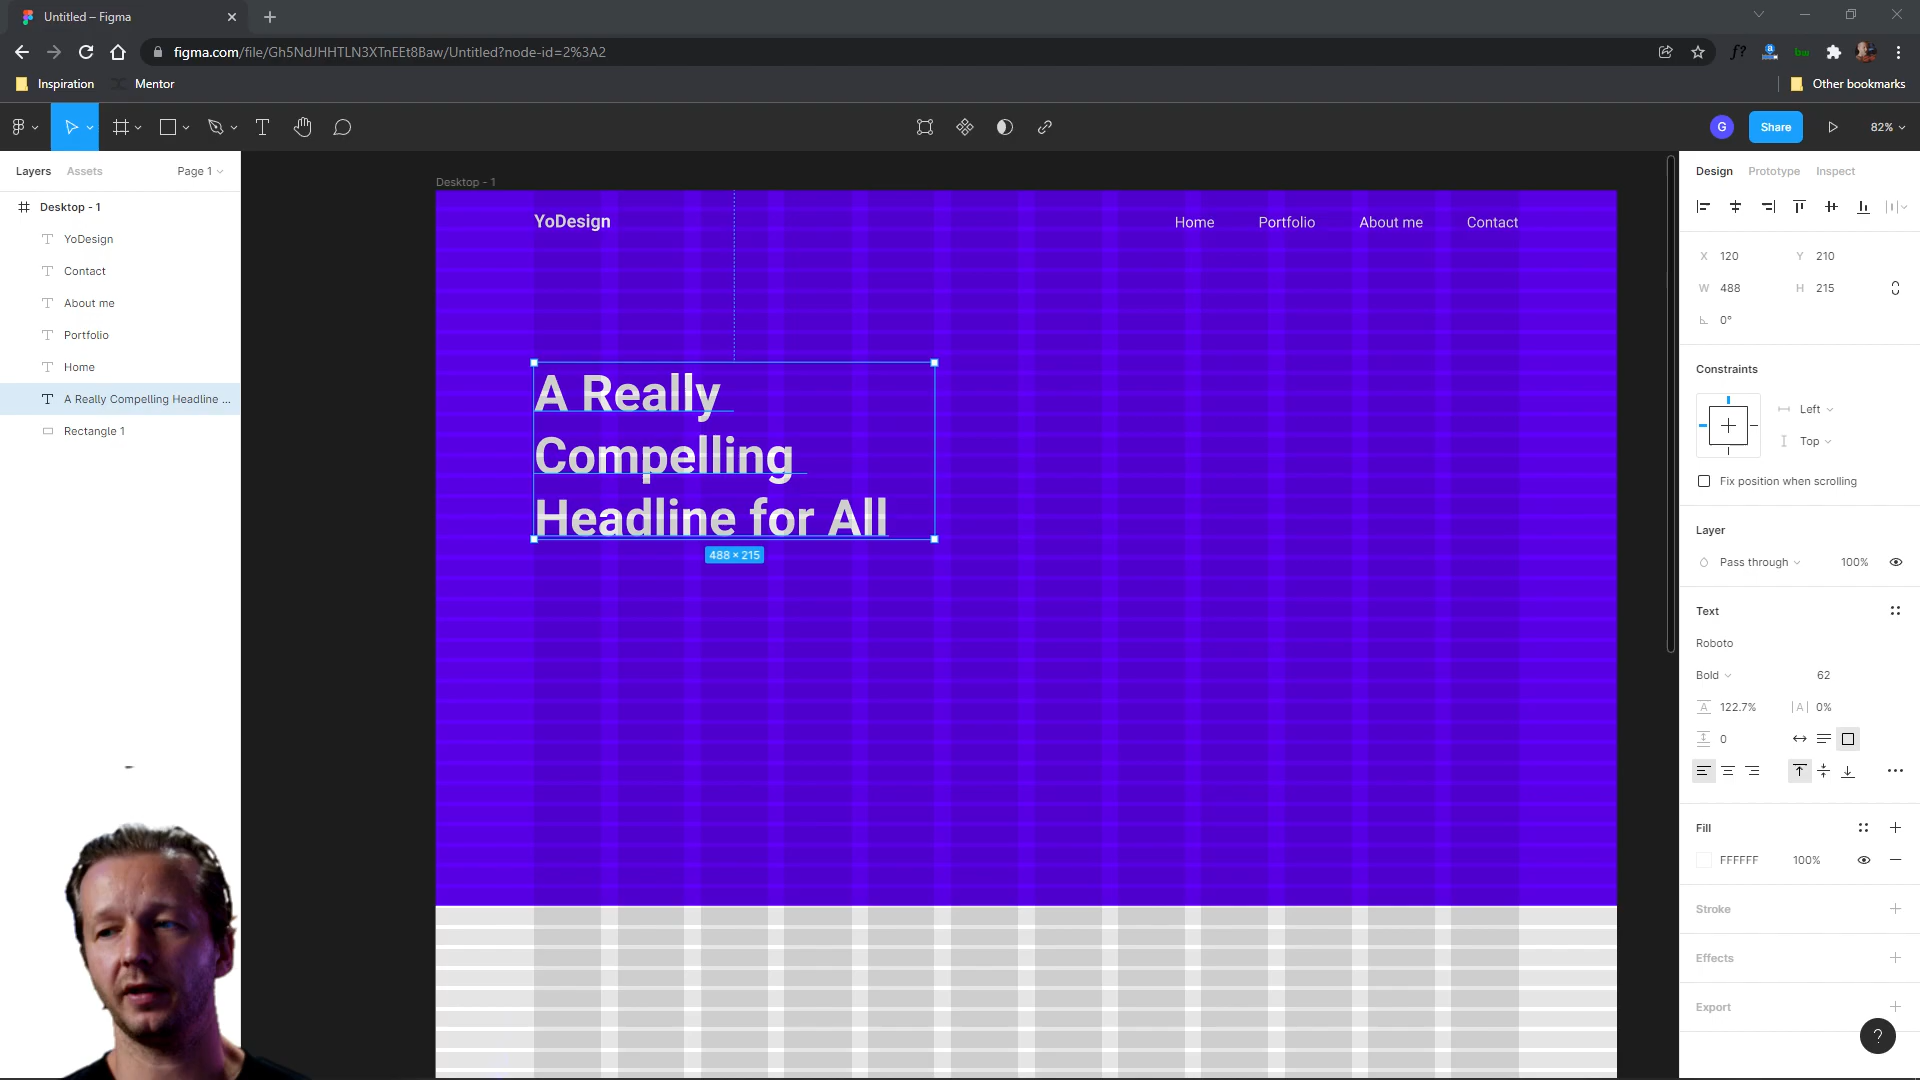 Untitled – Figma
figma.com/file/Gh5NdJHHTLN3XTnEEt8Baw/Untitled?node-id=2%3A2
f?
bw
Inspiration
Mentor
Other bookmarks
G
Share
82%
Layers
Assets
Page 1
Desktop - 1
YoDesign
Contact
About me
Portfolio
Home
A Really Compelling Headline ...
Rectangle 1
Desktop - 1
YoDesign
Home
Portfolio
About me
Contact
A Really
Compelling
Headline for All
488 × 215
Design
Prototype
Inspect
X 120
Y 210
W 488
H 215
0°
Constraints
Left
Top
Fix position when scrolling
Layer
Pass through
100%
Text
Roboto
Bold
62
122.7%
|A| 0%
0
Fill
FFFFFF
100%
Stroke
Effects
Export
?